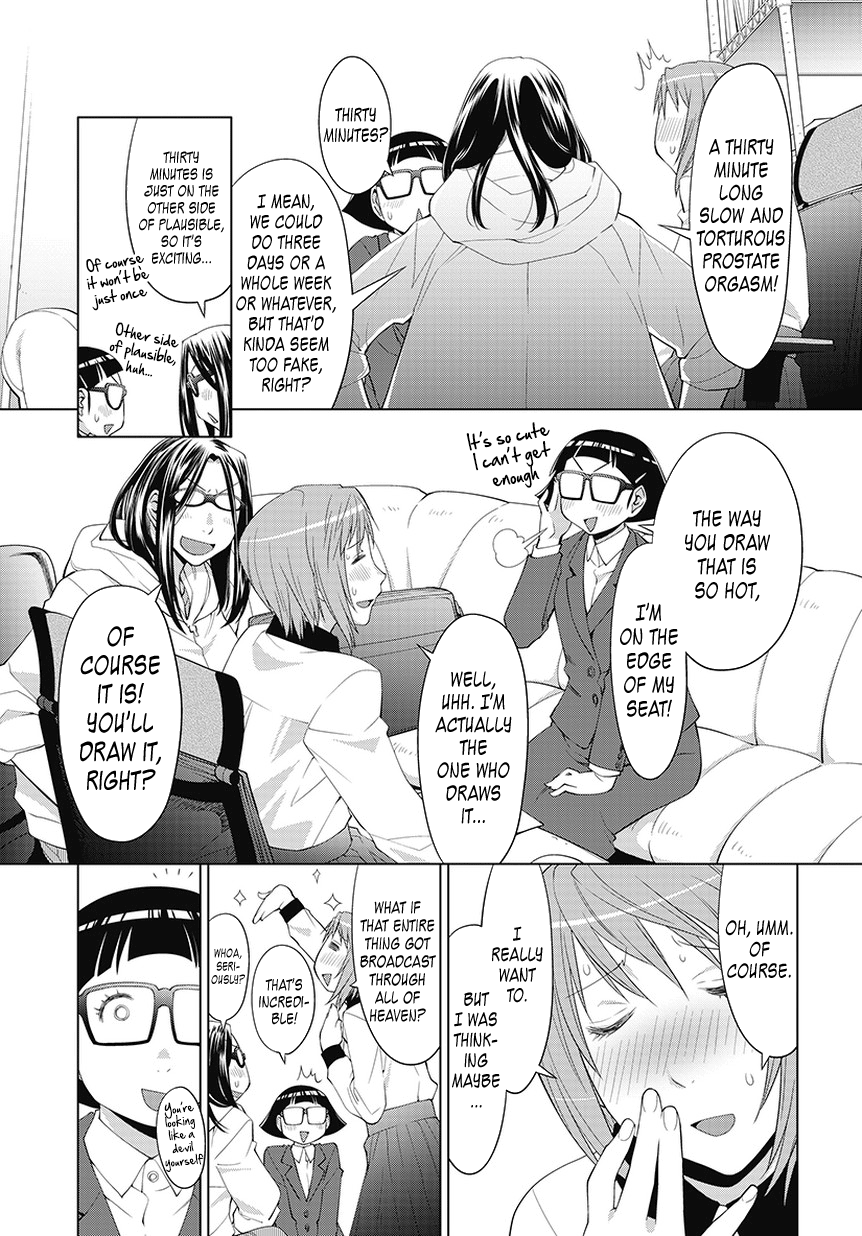 A THIRTY
MINUTE
LONG
SLOW AND
TORTUROUS
PROSTATE
ORGASM!
THIRTY
MINUTES?
I MEAN,
WE COULD
DO THREE
DAYS OR A
WHOLE WEEK
OR WHATEVER,
BUT THAT'D
KINDA SEEM
TOO FAKE,
RIGHT?
THIRTY
MINUTES IS
JUST ON THE
OTHER SIDE
OF PLAUSIBLE,
SO IT'S
EXCITING...
Of course
it won't be
just once
Other side
of plausible,
huh...
THE WAY
YOU DRAW
THAT IS
SO HOT,
I'M
ON THE
EDGE
OF MY
SEAT!
It's so cute
I can't get
enough
WELL,
UHH. I'M
ACTUALLY
THE
ONE WHO
DRAWS
IT...
OF
COURSE
IT IS!
YOU'LL
DRAW IT,
RIGHT?
OH, UMM.
OF
COURSE.
I
REALLY
WANT TO.
BUT
I WAS
THINK-
ING
MAYBE
...
WHAT IF
THAT ENTIRE
THING GOT
BROADCAST
THROUGH
ALL OF
HEAVEN?
THAT'S
INCREDI-
BLE!
WHOA,
SERI-
OUSLY?
You're
looking
like a
devil
yourself